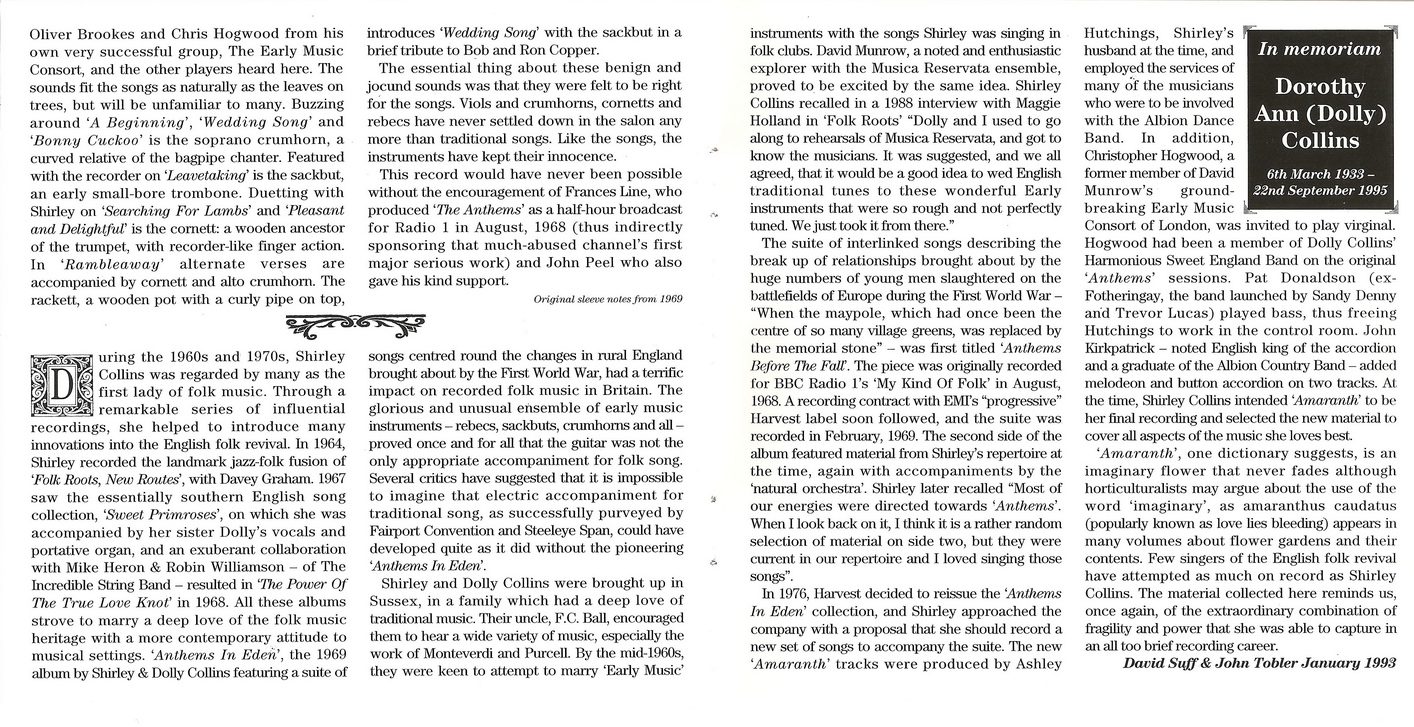 Oliver Brookes and Chris Hogwood from his
own very successful group, The Early Music
Consort, and the other players heard here. The
sounds fit the songs as naturally as the leaves on
trees, but will be unfamiliar to many. Buzzing
around ‘A Beginning’, ‘Wedding Song’ and
‘Bonny Cuckoo’ is the soprano crumhorn, a
curved relative of the bagpipe chanter. Featured
with the recorder on ‘Leavetaking’ is the sackbut,
an early small-bore trombone. Duetting with
Shirley on ‘Searching For Lambs’ and ‘Pleasant
and Delightful’ is the cornett: a wooden ancestor
of the trumpet, with recorder-like finger action.
In ‘Rambleaway’ alternate verses are
accompanied by cornett and alto crumhorn. The
rackett, a wooden pot with a curly pipe on top,
introduces ‘Wedding Song’ with the sackbut in a
brief tribute to Bob and Ron Copper.
The essential thing about these benign and
jocund sounds was that they were felt to be right
for the songs. Viols and crumhorns, cornetts and
rebecs have never settled down in the salon any
more than traditional songs. Like the songs, the
instruments have kept their innocence.
This record would have never been possible
without the encouragement of Frances Line, who
produced ‘The Anthems’ as a half-hour broadcast
for Radio 1 in August, 1968 (thus indirectly
sponsoring that much-abused channel’s first
major serious work) and John Peel who also
gave his kind support.
Original sleeve notes from 1969
During the 1960s and 1970s, Shirley
Collins was regarded by many as the
first lady of folk music. Through a
remarkable series of influential
recordings, she helped to introduce many
innovations into the English folk revival. In 1964,
Shirley recorded the landmark jazz-folk fusion of
‘Folk Roots, New Routes’, with Davey Graham. 1967
saw the essentially southern English song
collection, ‘Sweet Primroses’, on which she was
accompanied by her sister Dolly’s vocals and
portative organ, and an exuberant collaboration
with Mike Heron & Robin Williamson – of The
Incredible String Band – resulted in ‘The Power Of
The True Love Knot’ in 1968. All these albums
strove to marry a deep love of the folk music
heritage with a more contemporary attitude to
musical settings. ‘Anthems In Eden’, the 1969
album by Shirley & Dolly Collins featuring a suite of
songs centred round the changes in rural England
brought about by the First World War, had a terrific
impact on recorded folk music in Britain. The
glorious and unusual ensemble of early music
instruments – rebecs, sackbuts, crumhorns and all –
proved once and for all that the guitar was not the
only appropriate accompaniment for folk song.
Several critics have suggested that it is impossible
to imagine that electric accompaniment for
traditional song, as successfully purveyed by
Fairport Convention and Steeleye Span, could have
developed quite as it did without the pioneering
‘Anthems In Eden’.
Shirley and Dolly Collins were brought up in
Sussex, in a family which had a deep love of
traditional music. Their uncle, F.C. Ball, encouraged
them to hear a wide variety of music, especially the
work of Monteverdi and Purcell. By the mid-1960s,
they were keen to attempt to marry ‘Early Music’
instruments with the songs Shirley was singing in
folk clubs. David Munrow, a noted and enthusiastic
explorer with the Musica Reservata ensemble,
proved to be excited by the same idea. Shirley
Collins recalled in a 1988 interview with Maggie
Holland in ‘Folk Roots’ “Dolly and I used to go
along to rehearsals of Musica Reservata, and got to
know the musicians. It was suggested, and we all
agreed, that it would be a good idea to wed English
traditional tunes to these wonderful Early
instruments that were so rough and not perfectly
tuned. We just took it from there.”
The suite of interlinked songs describing the
break up of relationships brought about by the
huge numbers of young men slaughtered on the
battlefields of Europe during the First World War –
“When the maypole, which had once been the
centre of so many village greens, was replaced by
the memorial stone” – was first titled ‘Anthems
Before The Fall’. The piece was originally recorded
for BBC Radio 1’s ‘My Kind Of Folk’ in August,
1968. A recording contract with EMI’s “progressive”
Harvest label soon followed, and the suite was
recorded in February, 1969. The second side of the
album featured material from Shirley’s repertoire at
the time, again with accompaniments by the
‘natural orchestra’. Shirley later recalled “Most of
our energies were directed towards ‘Anthems’.
When I look back on it, I think it is a rather random
selection of material on side two, but they were
current in our repertoire and I loved singing those
songs”.
In 1976, Harvest decided to reissue the ‘Anthems
In Eden’ collection, and Shirley approached the
company with a proposal that she should record a
new set of songs to accompany the suite. The new
‘Amaranth’ tracks were produced by Ashley
Hutchings, Shirley’s
husband at the time, and
employed the services of
many of the musicians
who were to be involved
with the Albion Dance
Band. In addition,
Christopher Hogwood, a
former member of David
Munrow’s ground-
breaking Early Music
Consort of London, was invited to play virginal.
Hogwood had been a member of Dolly Collins’
Harmonious Sweet England Band on the original
‘Anthems’ sessions. Pat Donaldson (ex-
Fotheringay, the band launched by Sandy Denny
and Trevor Lucas) played bass, thus freeing
Hutchings to work in the control room. John
Kirkpatrick – noted English king of the accordion
and a graduate of the Albion Country Band – added
melodeon and button accordion on two tracks. At
the time, Shirley Collins intended ‘Amaranth’ to be
her final recording and selected the new material to
cover all aspects of the music she loves best.
‘Amaranth’, one dictionary suggests, is an
imaginary flower that never fades although
horticulturalists may argue about the use of the
word ‘imaginary’, as amaranthus caudatus
(popularly known as love lies bleeding) appears in
many volumes about flower gardens and their
contents. Few singers of the English folk revival
have attempted as much on record as Shirley
Collins. The material collected here reminds us,
once again, of the extraordinary combination of
fragility and power that she was able to capture in
an all too brief recording career.
David Suff & John Tobler January 1993
In memoriam
Dorothy
Ann (Dolly)
Collins
6th March 1933 –
22nd September 1995